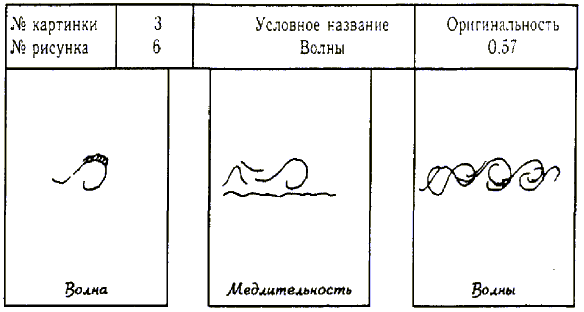 № картинки 3 Условное название Оригинальность
№ рисунка 6 Волны 0.57
Волна Медлительность Волны